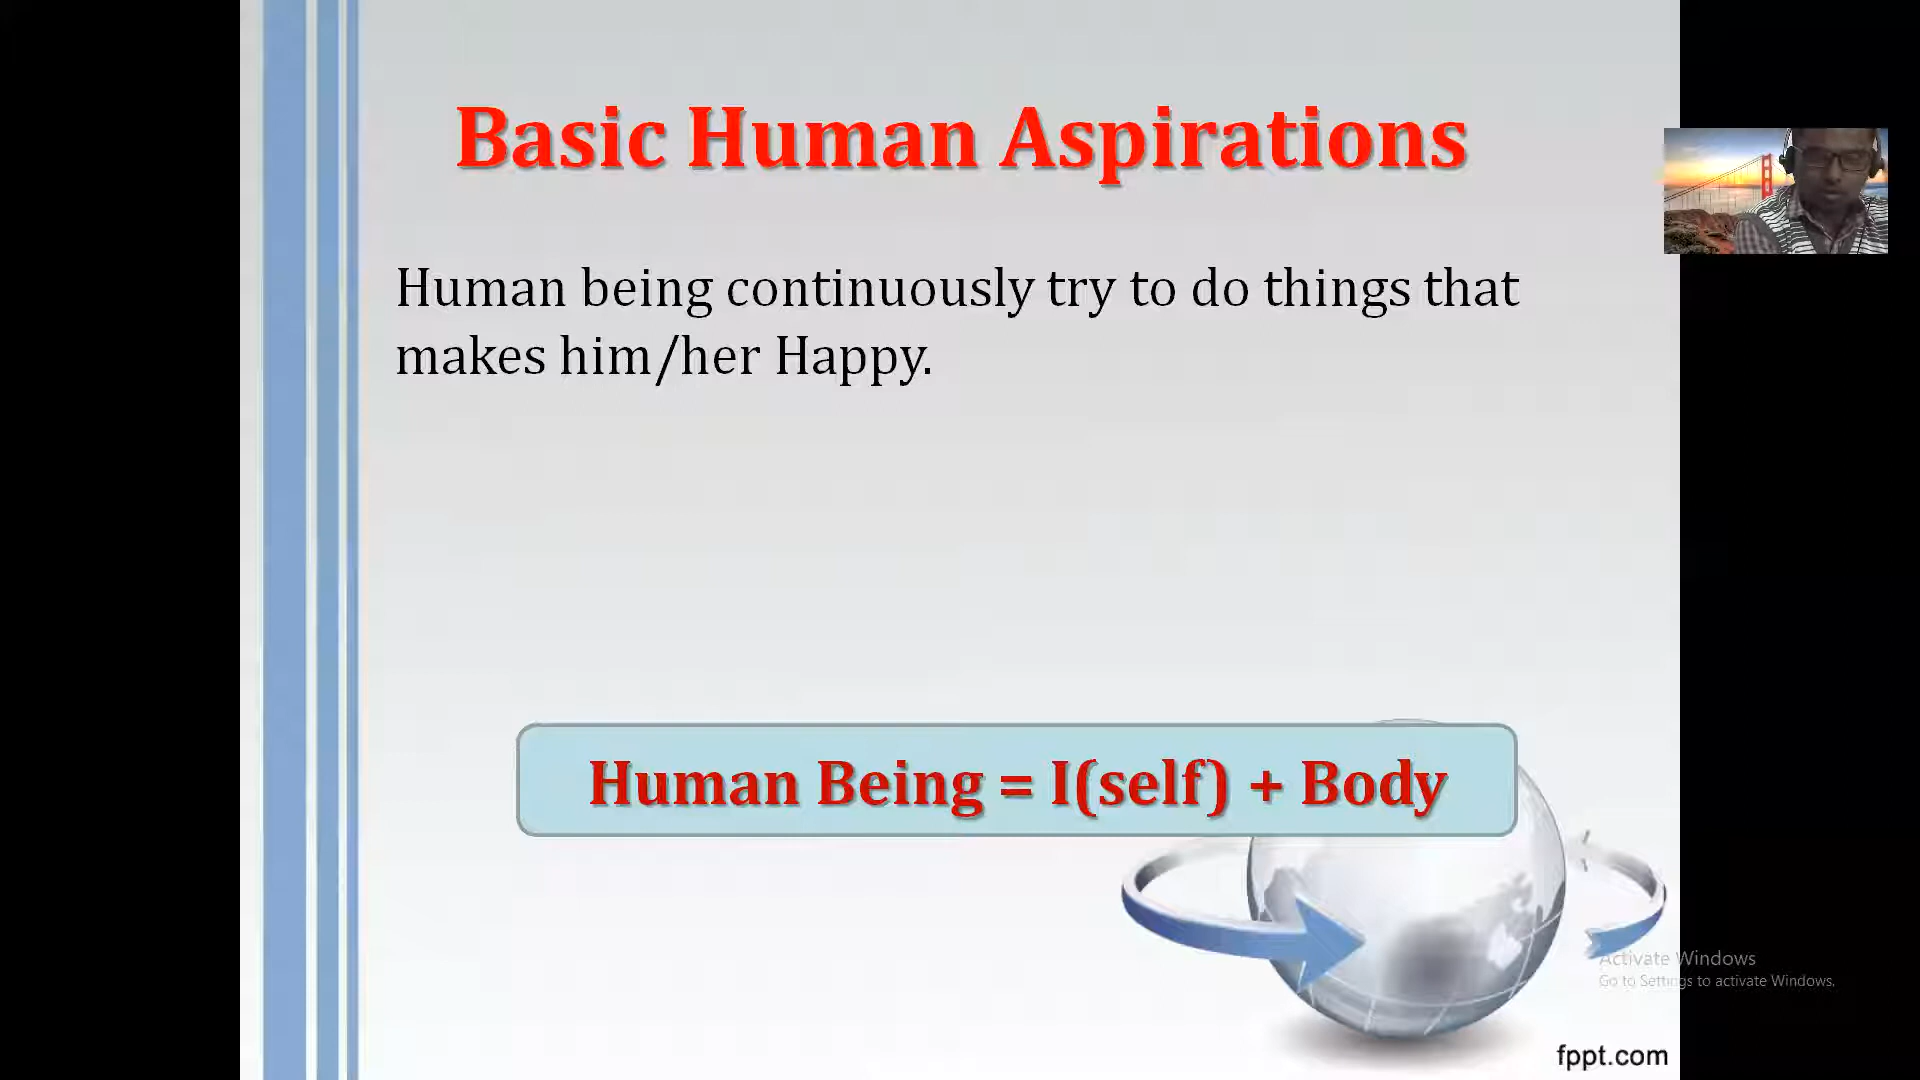 Basic Human Aspirations
Human being continuously try to do things that
makes him/her Happy.
Human Being = I(self) + Body
Activate Windows
Go to Settings to activate Windows.
fppt.com